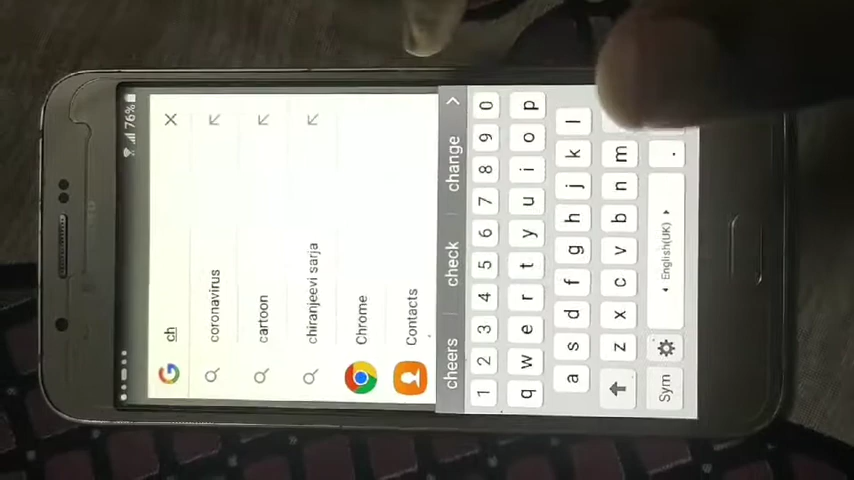 76%
ch
coronavirus
cartoon
chiranjeevi sarja
Chrome
Contacts
cheers check change
1 2 3 4 5 6 7 8 9 0
q w e r t y u i o p
a s d f g h j k l
z x c v b n m
Sym English(UK) .